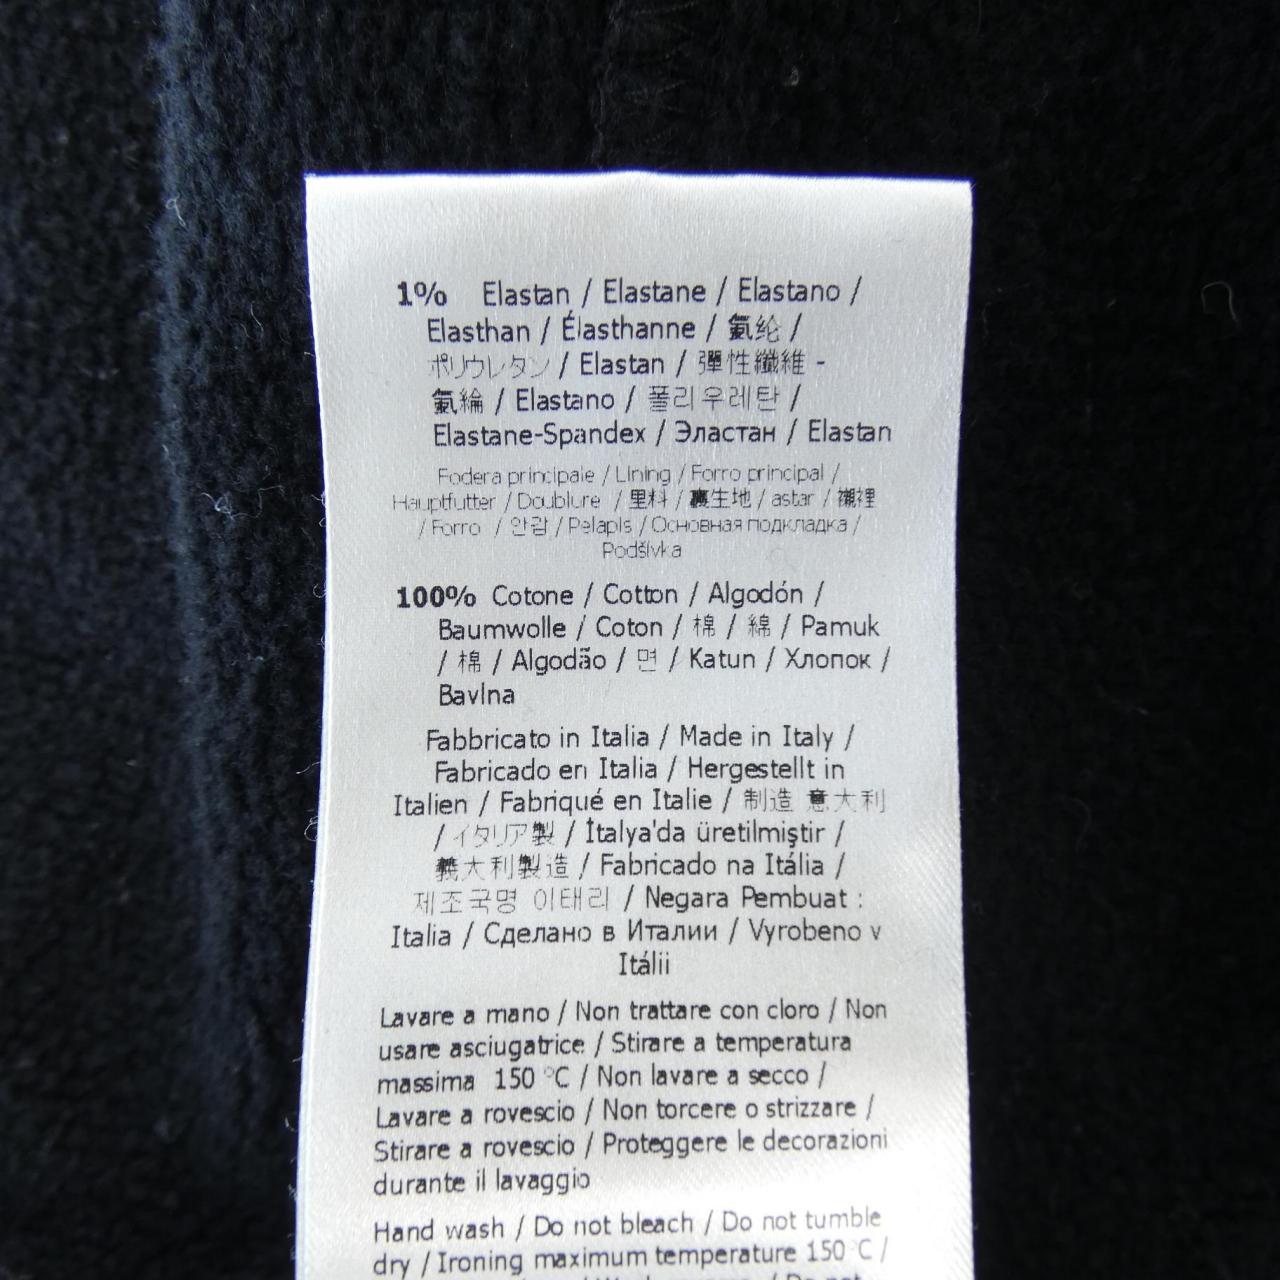 1% Elastan / Elastane / Elastano /
Elasthan / Élasthanne / 氨纶 /
ポリウレタン / Elastan / 彈性纖維 -
氨綸 / Elastano / 폴리우레탄 /
Elastane-Spandex / Эластан / Elastan
Fodera principale / Lining / Forro principal /
Hauptfutter / Doublure / 里料 / 裏生地 / astar / 襯裡
/ Forro / 안감 / Pelapis / Основная подкладка /
Podšívka
100% Cotone / Cotton / Algodón /
Baumwolle / Coton / 棉 / 綿 / Pamuk
/ 棉 / Algodão / 면 / Katun / Хлопок /
Bavlna
Fabbricato in Italia / Made in Italy /
Fabricado en Italia / Hergestellt in
Italien / Fabriqué en Italie / 制造 意大利
/ イタリア製 / İtalya'da üretilmiştir /
義大利製造 / Fabricado na Itália /
제조국명 이태리 / Negara Pembuat :
Italia / Сделано в Италии / Vyrobeno v
Itálii
Lavare a mano / Non trattare con cloro / Non
usare asciugatrice / Stirare a temperatura
massima 150 °C / Non lavare a secco /
Lavare a rovescio / Non torcere o strizzare /
Stirare a rovescio / Proteggere le decorazioni
durante il lavaggio
Hand wash / Do not bleach / Do not tumble
dry / Ironing maximum temperature 150°C /